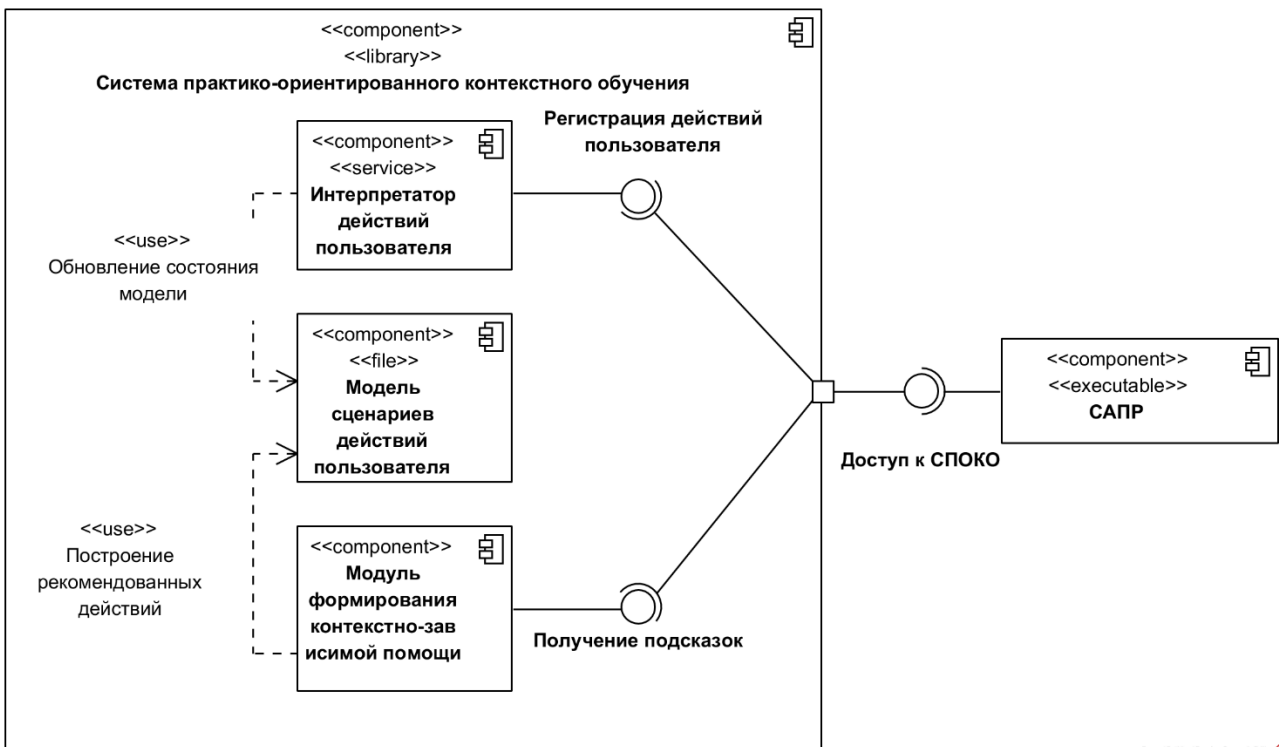 <<component>>
<<library>>
Система практико-ориентированного контекстного обучения
<<component>>
<<service>>
Интерпретатор
действий
пользователя
Регистрация действий
пользователя
<<use>>
Обновление состояния
модели
<<component>>
<<file>>
Модель
сценариев
действий
пользователя
<<component>>
<<executable>>
САПР
Доступ к СПОКО
<<use>>
Построение
рекомендованных
действий
<<component>>
Модуль
формирования
контекстно-зав
исимой помощи
Получение подсказок